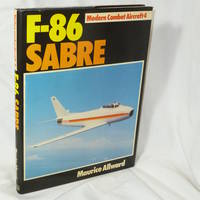 Modern Combat Aircraft 4
F-86
SABRE
Maurice Allward